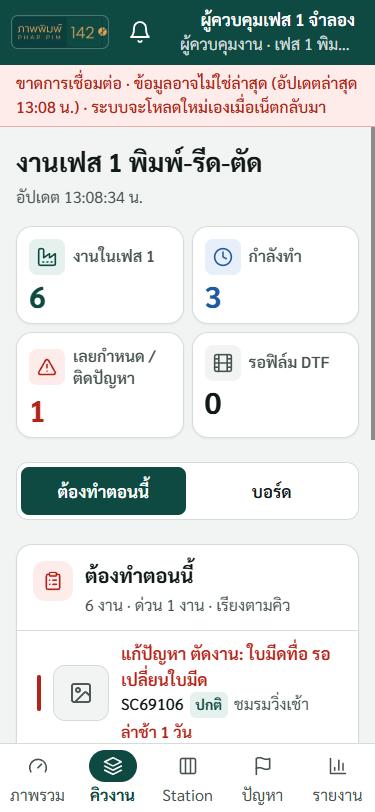 ภาพพิมพ์
PHAP PIM
142
ผู้ควบคุมเฟส 1 จำลอง
ผู้ควบคุมงาน · เฟส 1 พิม...
ขาดการเชื่อมต่อ · ข้อมูลอาจไม่ใช่ล่าสุด (อัปเดตล่าสุด
13:08 น.) · ระบบจะโหลดใหม่เองเมื่อเน็ตกลับมา
งานเฟส 1 พิมพ์-รีด-ตัด
อัปเดต 13:08:34 น.
งานในเฟส 1
6
กำลังทำ
3
เลยกำหนด /
ติดปัญหา
1
รอฟิล์ม DTF
0
ต้องทำตอนนี้
บอร์ด
ต้องทำตอนนี้
6 งาน · ด่วน 1 งาน · เรียงตามคิว
แก้ปัญหา ตัดงาน: ใบมีดทื่อ รอ
เปลี่ยนใบมีด
SC69106 ปกติ ชมรมวิ่งเช้า
ล่าช้า 1 วัน
ภาพรวม
คิวงาน
Station
ปัญหา
รายงาน